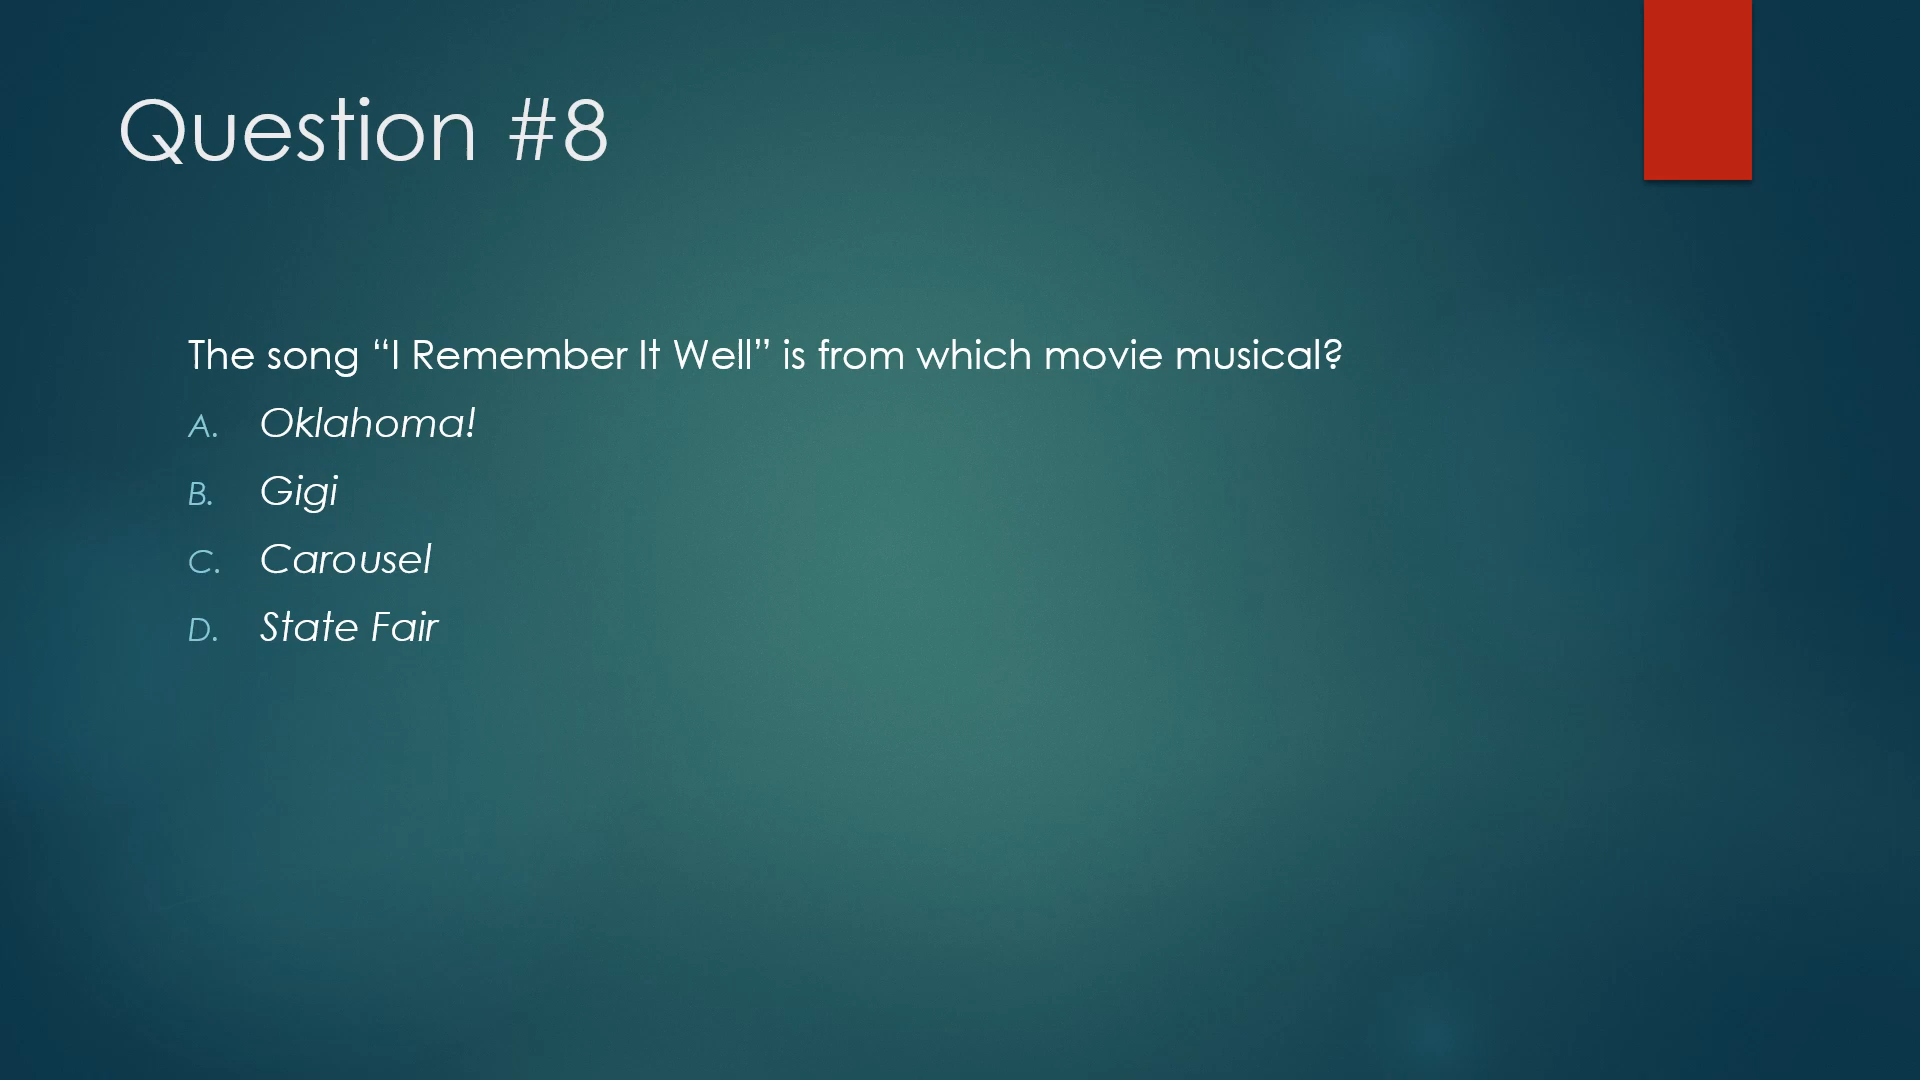 Question #8
The song “I Remember It Well” is from which movie musical?
A. Oklahoma!
B. Gigi
C. Carousel
D. State Fair